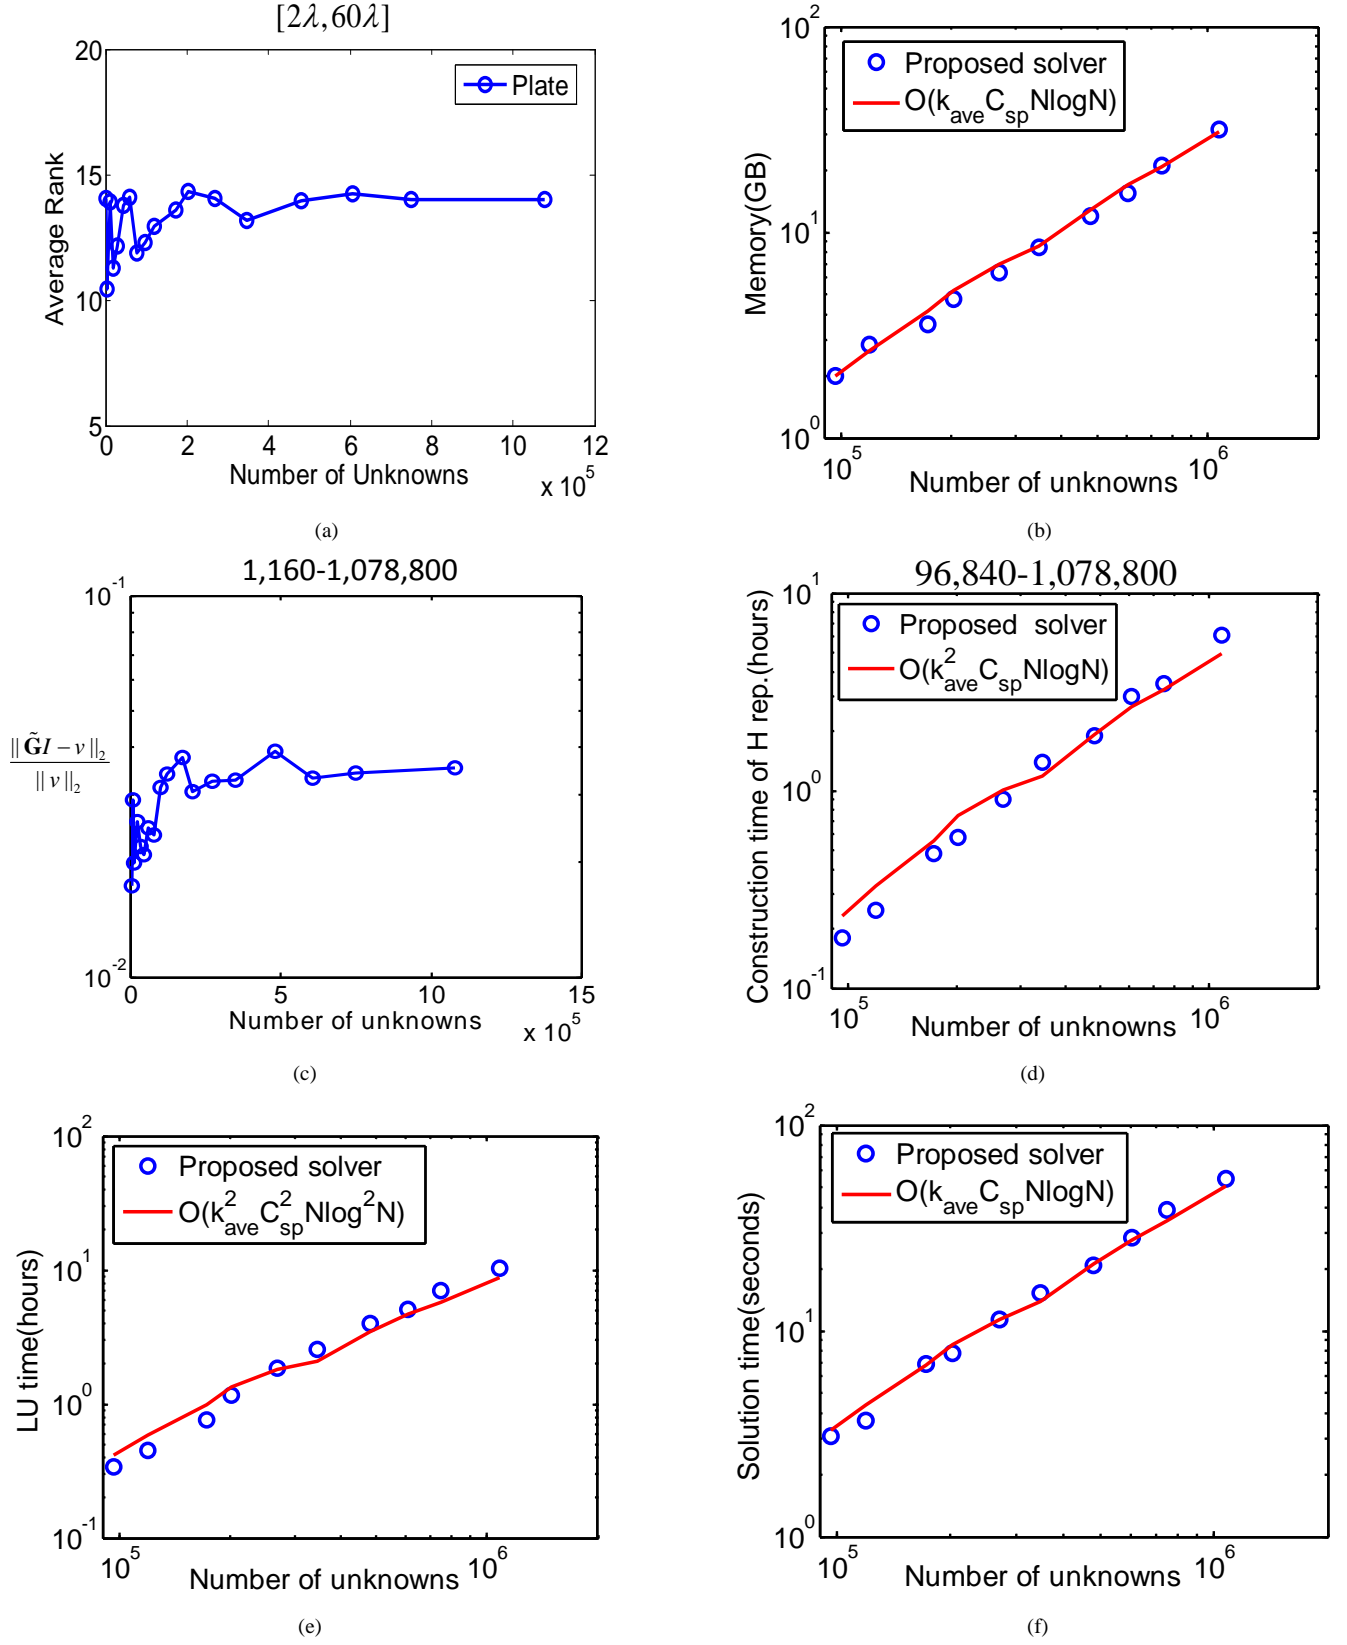 [2λ,60λ]
20
15
10
5
Average Rank
Plate
0 2 4 6 8 10 12
Number of Unknowns
x 10^5
(a)
10^2
10^1
10^0
Memory(GB)
Proposed solver
O(k_ave C_sp NlogN)
10^5 10^6
Number of unknowns
(b)
1,160-1,078,800
10^-1
10^-2
|| G̃I − v ||_2
|| v ||_2
0 5 10 15
Number of unknowns
x 10^5
(c)
96,840-1,078,800
10^1
10^0
10^-1
Construction time of H rep.(hours)
Proposed solver
O(k^2_ave C_sp NlogN)
10^5 10^6
Number of unknowns
(d)
10^2
10^1
10^0
10^-1
LU time(hours)
Proposed solver
O(k^2_ave C^2_sp Nlog^2N)
10^5 10^6
Number of unknowns
(e)
10^2
10^1
10^0
Solution time(seconds)
Proposed solver
O(k_ave C_sp NlogN)
10^5 10^6
Number of unknowns
(f)